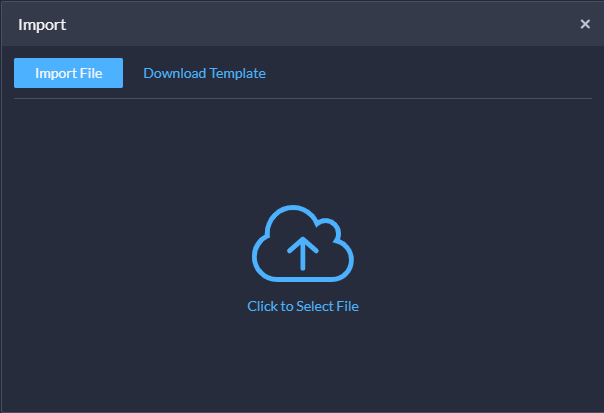 Import
Import File
Download Template
Click to Select File